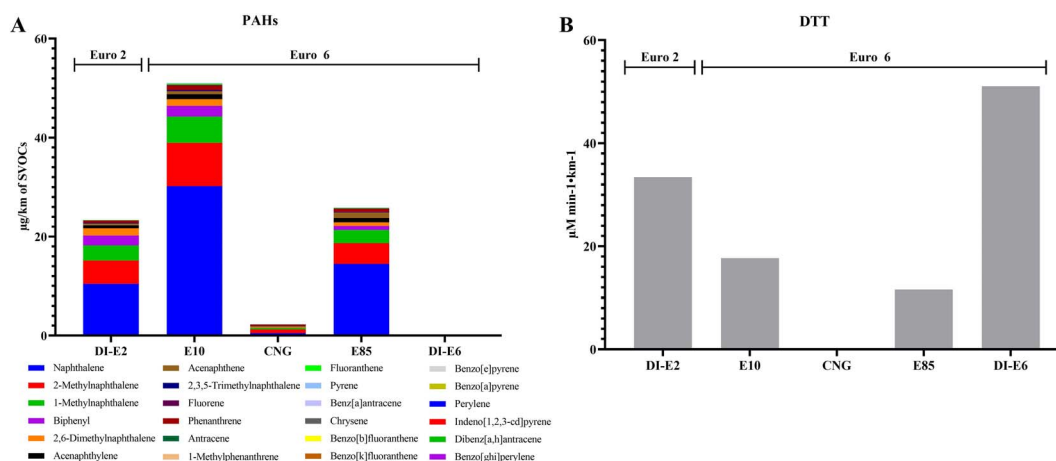 A
PAHs
60
40
20
0
µg/km of SVOCs
Euro 2
Euro 6
DI-E2
E10
CNG
E85
DI-E6
Naphthalene
2-Methylnaphthalene
1-Methylnaphthalene
Biphenyl
2,6-Dimethylnaphthalene
Acenaphthylene
Acenaphthene
2,3,5-Trimethylnaphthalene
Fluorene
Phenanthrene
Antracene
1-Methylphenanthrene
Fluoranthene
Pyrene
Benz[a]antracene
Chrysene
Benzo[b]fluoranthene
Benzo[k]fluoranthene
Benzo[e]pyrene
Benzo[a]pyrene
Perylene
Indeno[1,2,3-cd]pyrene
Dibenz[a,h]antracene
Benzo[ghi]perylene
B
DTT
60
40
20
0
µM min-1•km-1
Euro 2
Euro 6
DI-E2
E10
CNG
E85
DI-E6